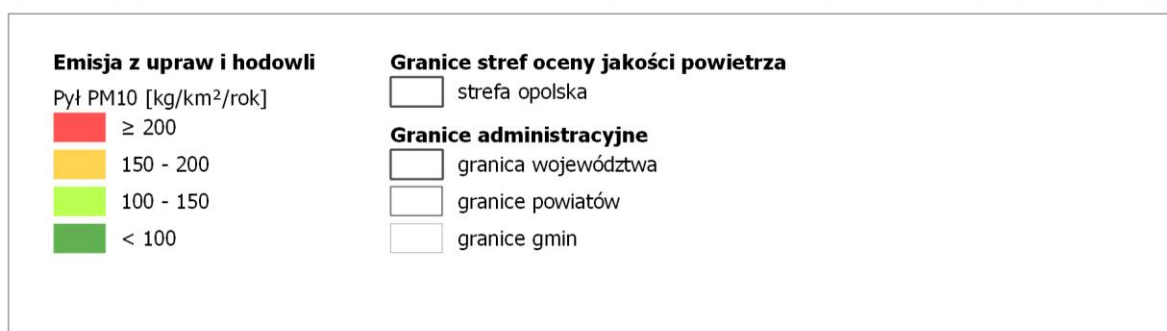 Emisja z upraw i hodowli
Pył PM10 [kg/km²/rok]
≥ 200
150 - 200
100 - 150
< 100
Granice stref oceny jakości powietrza
strefa opolska
Granice administracyjne
granica województwa
granice powiatów
granice gmin